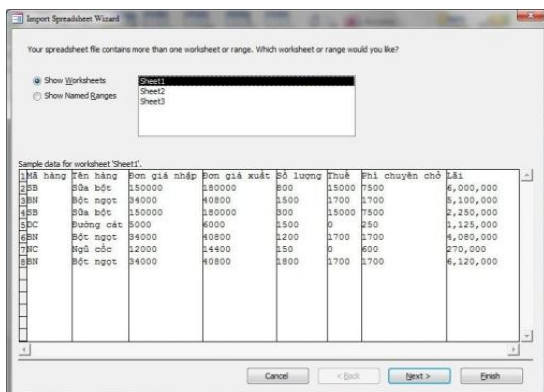 Import Spreadsheet Wizard
Your spreadsheet file contains more than one worksheet or range. Which worksheet or range would you like?
Show Worksheets
Show Named Ranges
Sheet1
Sheet2
Sheet3
Sample data for worksheet 'Sheet1'.
1 Mã hàng Tên hàng Đơn giá nhập Đơn giá xuất Số lượng Thuế Phí chuyên chở Lãi
2 SB Sữa bột 150000 180000 800 15000 7500 6,000,000
3 BN Bột ngọt 34000 40800 1500 1700 1700 5,100,000
4 SB Sữa bột 150000 180000 300 15000 7500 2,250,000
5 DC Đường cát 5000 6000 1500 0 250 1,125,000
6 BN Bột ngọt 34000 40800 1200 1700 1700 4,080,000
7 NC Ngũ cốc 12000 14400 150 0 600 270,000
8 BN Bột ngọt 34000 40800 1800 1700 1700 6,120,000
Cancel < Back Next > Finish